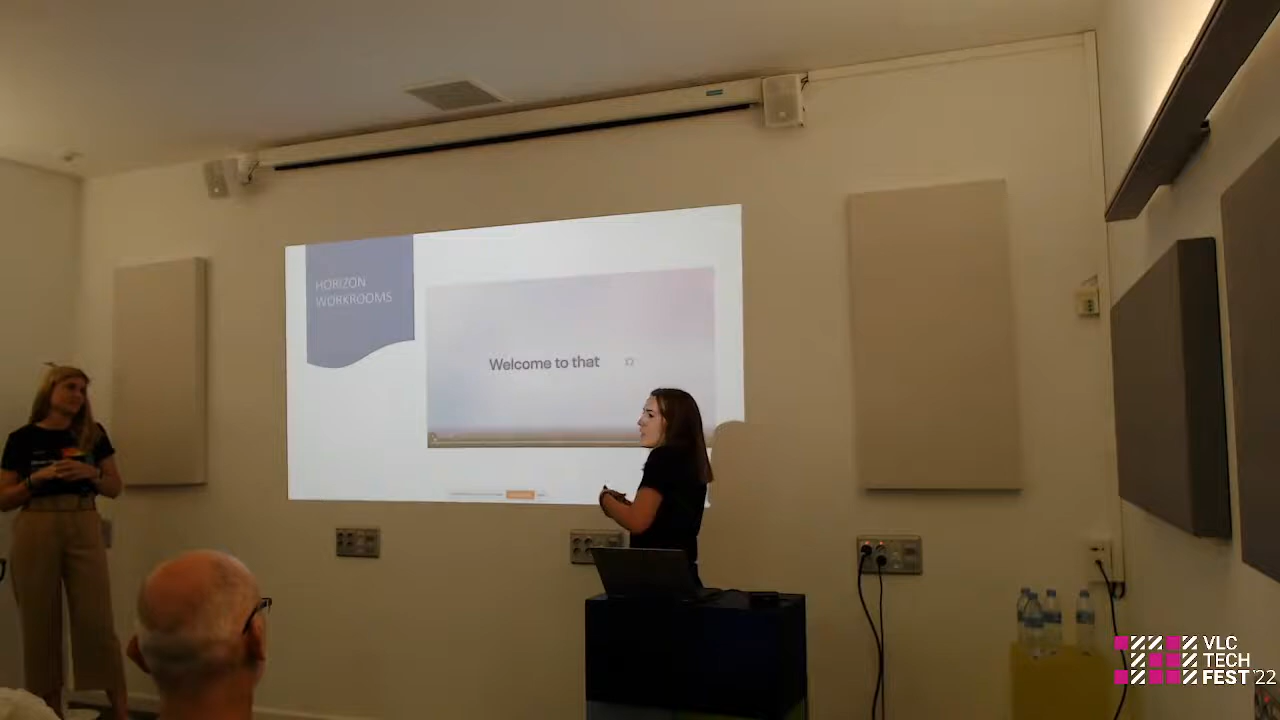 HORIZON
WORKROOMS
Welcome to that
VLC
TECH
FEST'22